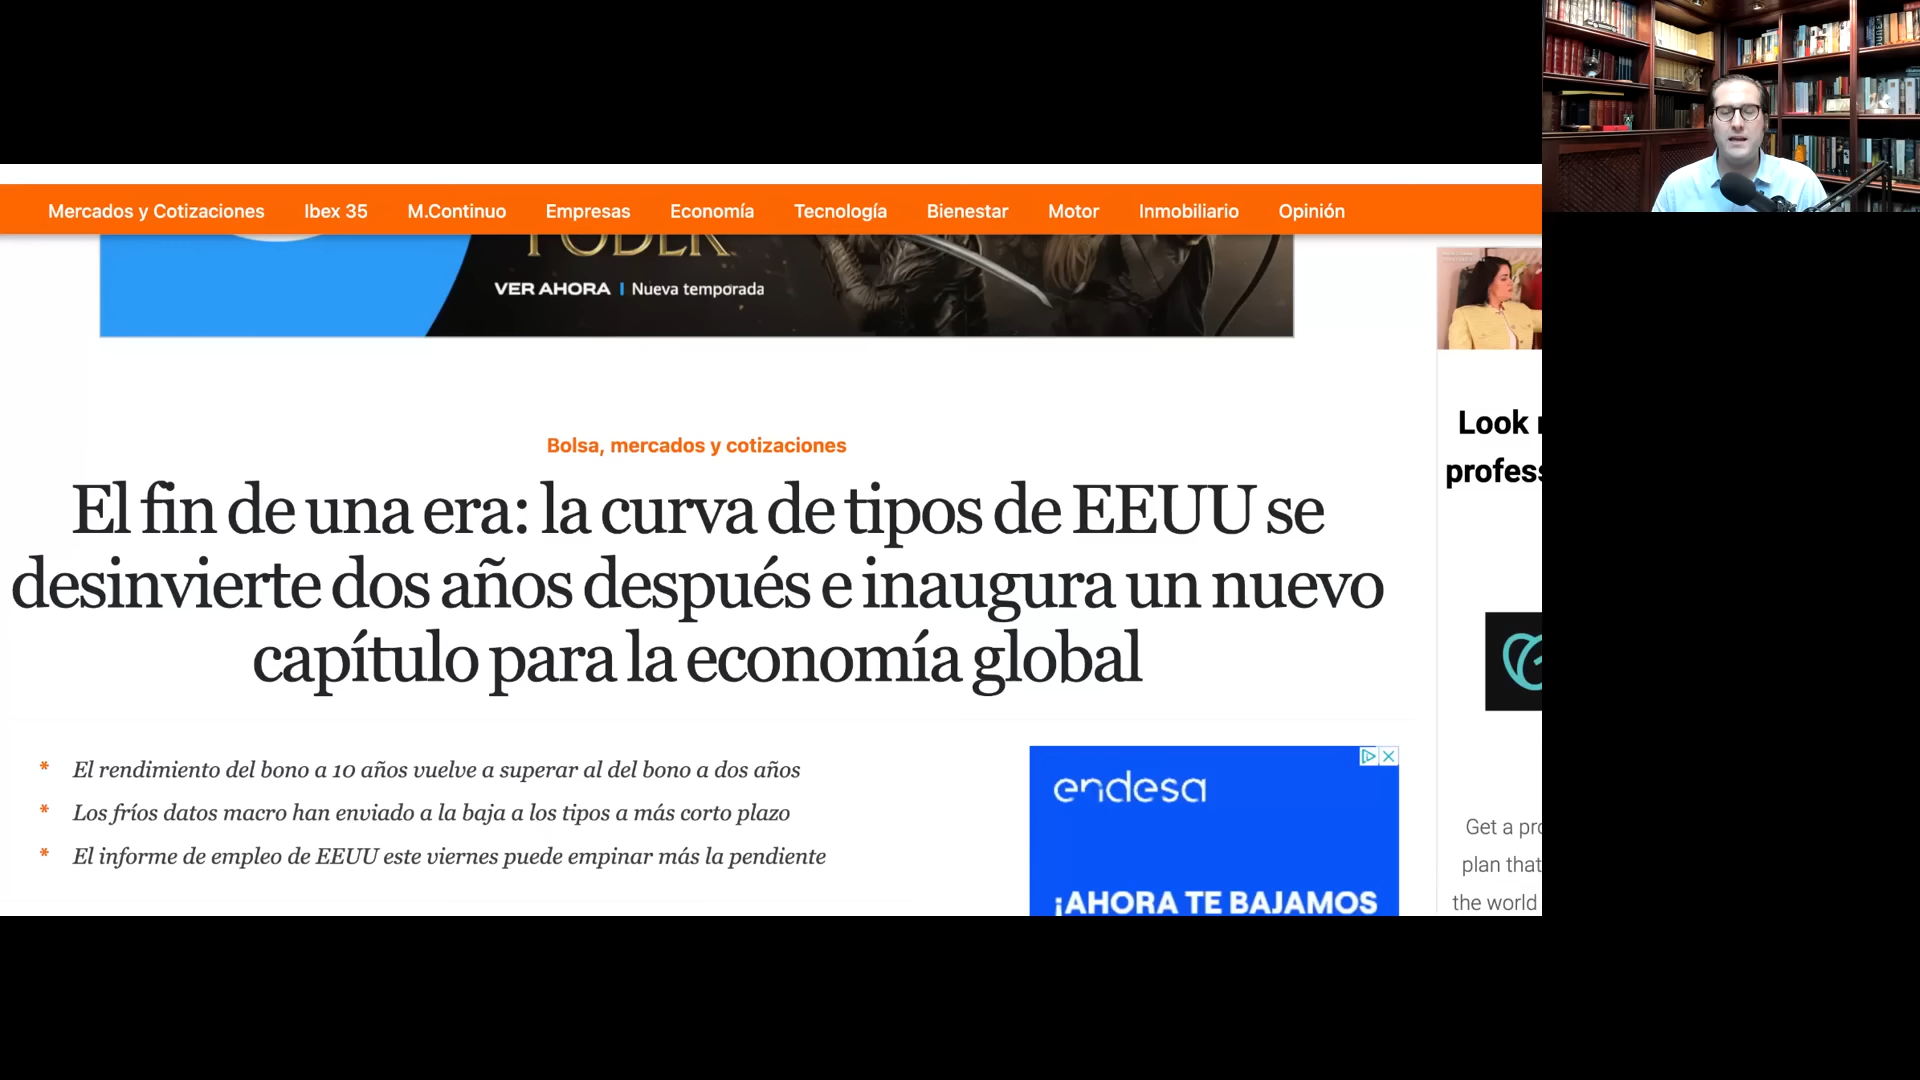 Mercados y Cotizaciones Ibex 35 M.Continuo Empresas Economía Tecnología Bienestar Motor Inmobiliario Opinión
PODER
VER AHORA | Nueva temporada
Bolsa, mercados y cotizaciones
El fin de una era: la curva de tipos de EEUU se
desinvierte dos años después e inaugura un nuevo
capítulo para la economía global
* El rendimiento del bono a 10 años vuelve a superar al del bono a dos años
* Los fríos datos macro han enviado a la baja a los tipos a más corto plazo
* El informe de empleo de EEUU este viernes puede empinar más la pendiente
endesa
¡AHORA TE BAJAMOS
Look
Get a
plan that
the world